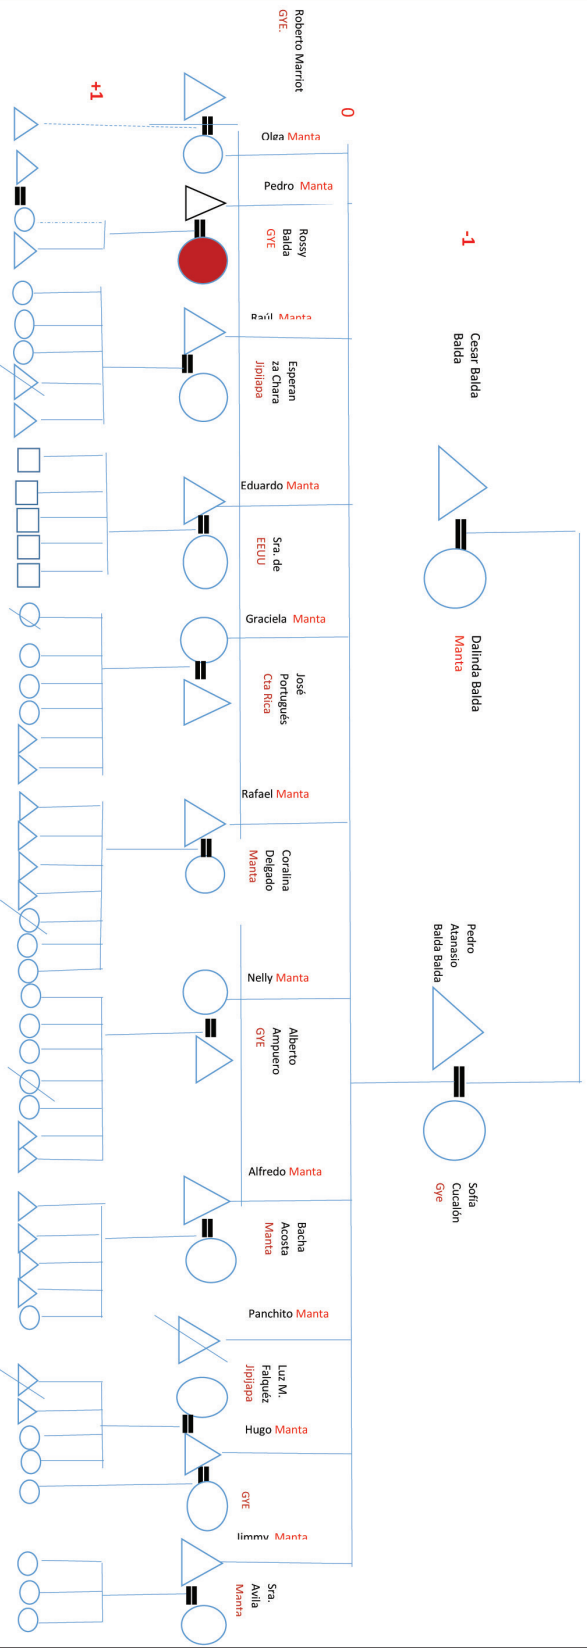 -1
Cesar Balda
Balda
Dalinda Balda
Manta
Pedro
Atanasio
Balda Balda
Sofía
Cucalón
Gye
0
Roberto Marriot
GYE.
Olga Manta
Pedro Manta
Rossy
Balda
GYE
Raúl Manta
Esperan
za Chara
Jipijapa
Eduardo Manta
Sra. de
EEUU
Graciela Manta
José
Portugués
Cta Rica
Rafael Manta
Coralina
Delgado
Manta
Nelly Manta
Alberto
Ampuero
GYE
Alfredo Manta
Bacha
Acosta
Manta
Panchito Manta
Luz M.
Falquéz
Jipijapa
Hugo Manta
GYE
Jimmy Manta
Sra.
Avila
Manta
+1